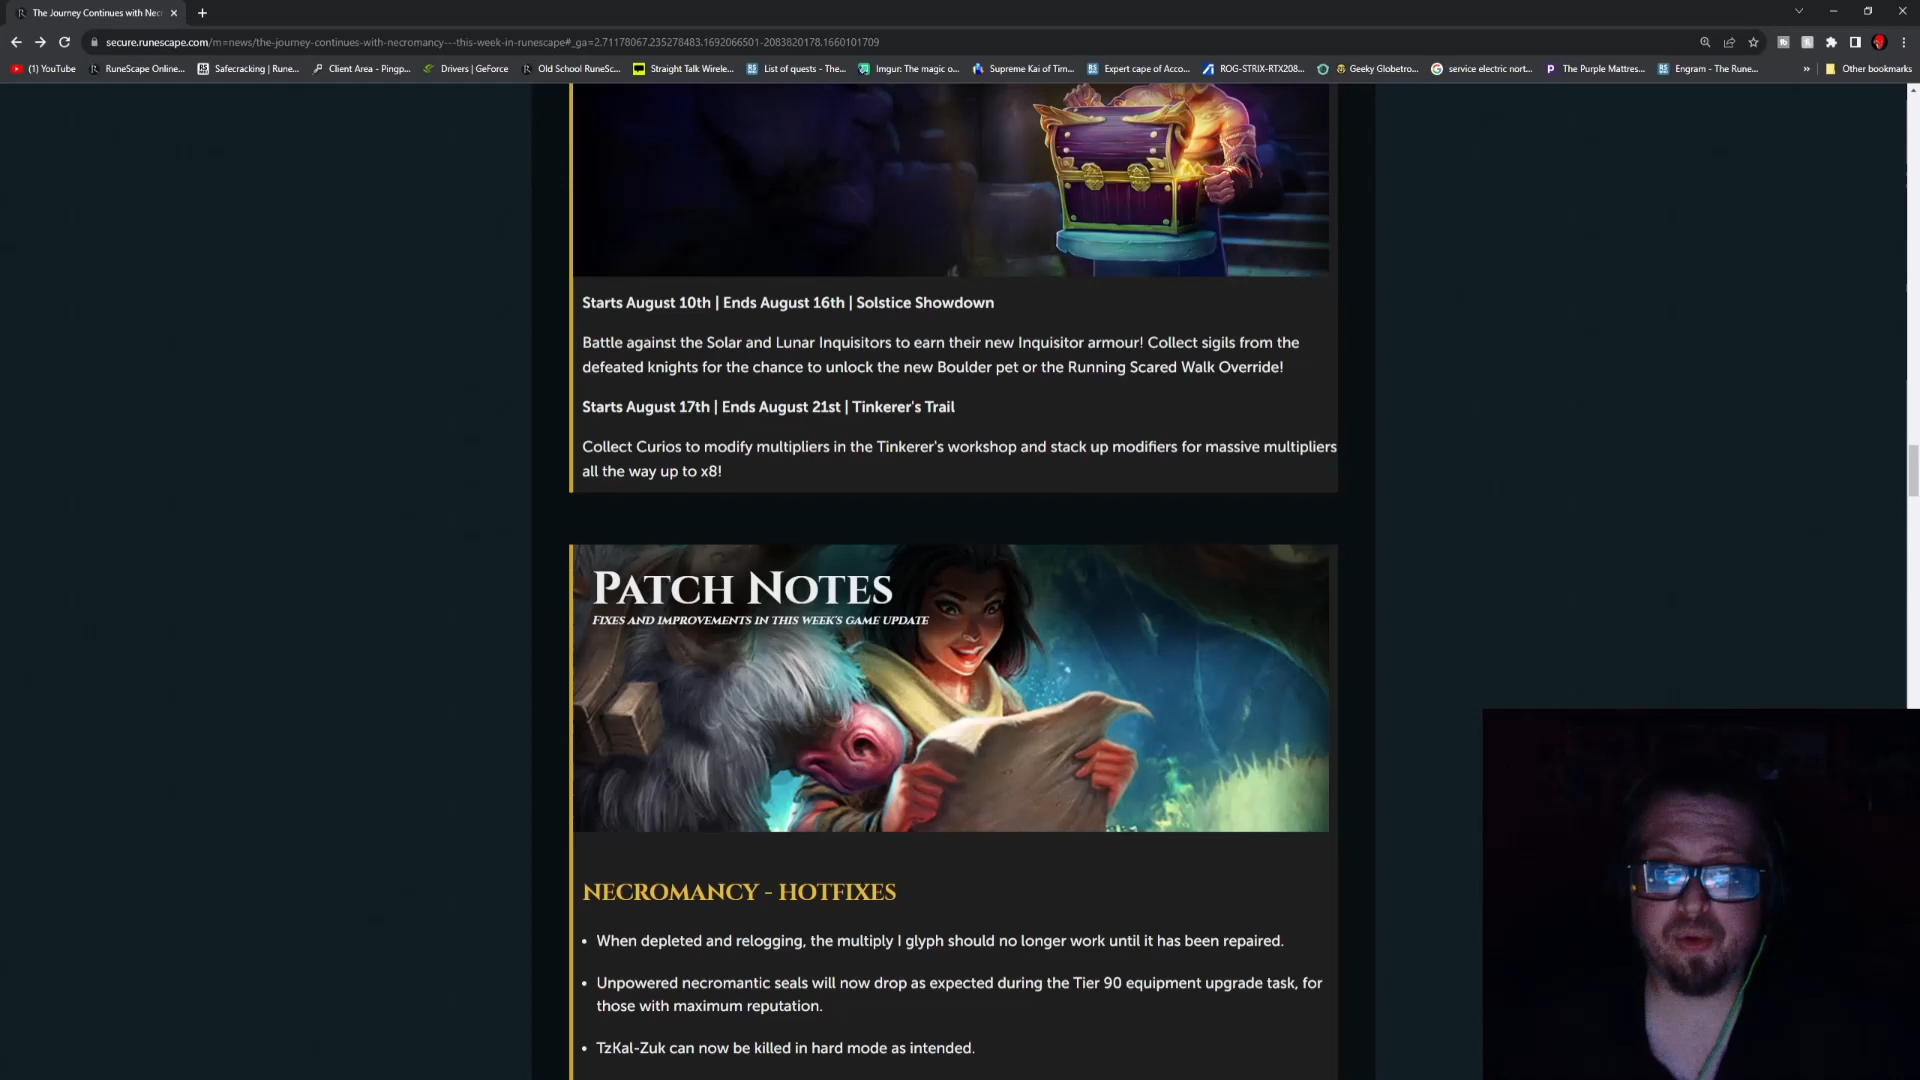 The Journey Continues with Nec
secure.runescape.com/m=news/the-journey-continues-with-necromancy---this-week-in-runescape#_ga=2.71178067.235278483.1692066501-2083820178.1660101709
(1) YouTube RuneScape Online... Safecracking | Rune... Client Area - Pingp... Drivers | GeForce Old School RuneSc... Straight Talk Wirele... List of quests - The... Imgur: The magic o... Supreme Kai of Tim... Expert cape of Acco... ROG-STRIX-RTX208... Geeky Globetro... service electric nort... The Purple Mattres... Engram - The Rune... » Other bookmarks
Starts August 10th | Ends August 16th | Solstice Showdown
Battle against the Solar and Lunar Inquisitors to earn their new Inquisitor armour! Collect sigils from the
defeated knights for the chance to unlock the new Boulder pet or the Running Scared Walk Override!
Starts August 17th | Ends August 21st | Tinkerer's Trail
Collect Curios to modify multipliers in the Tinkerer's workshop and stack up modifiers for massive multipliers
all the way up to x8!
PATCH NOTES
FIXES AND IMPROVEMENTS IN THIS WEEK'S GAME UPDATE
NECROMANCY - HOTFIXES
• When depleted and relogging, the multiply I glyph should no longer work until it has been repaired.
• Unpowered necromantic seals will now drop as expected during the Tier 90 equipment upgrade task, for
those with maximum reputation.
• TzKal-Zuk can now be killed in hard mode as intended.